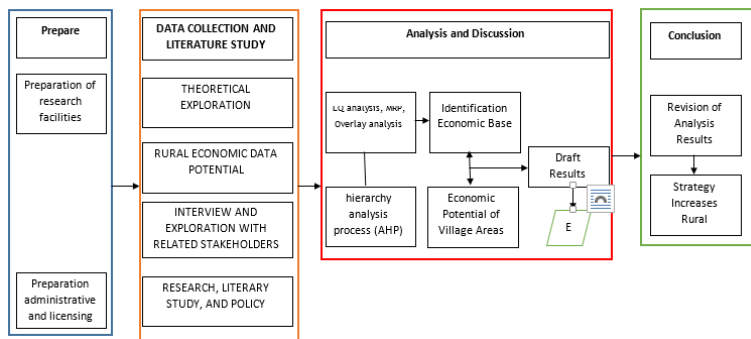 Prepare
Preparation of
research
facilities
Preparation
administrative
and licensing
DATA COLLECTION AND
LITERATURE STUDY
THEORETICAL
EXPLORATION
RURAL ECONOMIC DATA
POTENTIAL
INTERVIEW AND
EXPLORATION WITH
RELATED STAKEHOLDERS
RESEARCH, LITERARY
STUDY, AND POLICY
Analysis and Discussion
LQ analysis, MRP,
Overlay analysis
hierarchy
analysis
process (AHP)
Identification
Economic Base
Economic
Potential of
Village Areas
Draft
Results
E
Conclusion
Revision of
Analysis
Results
Strategy
Increases
Rural